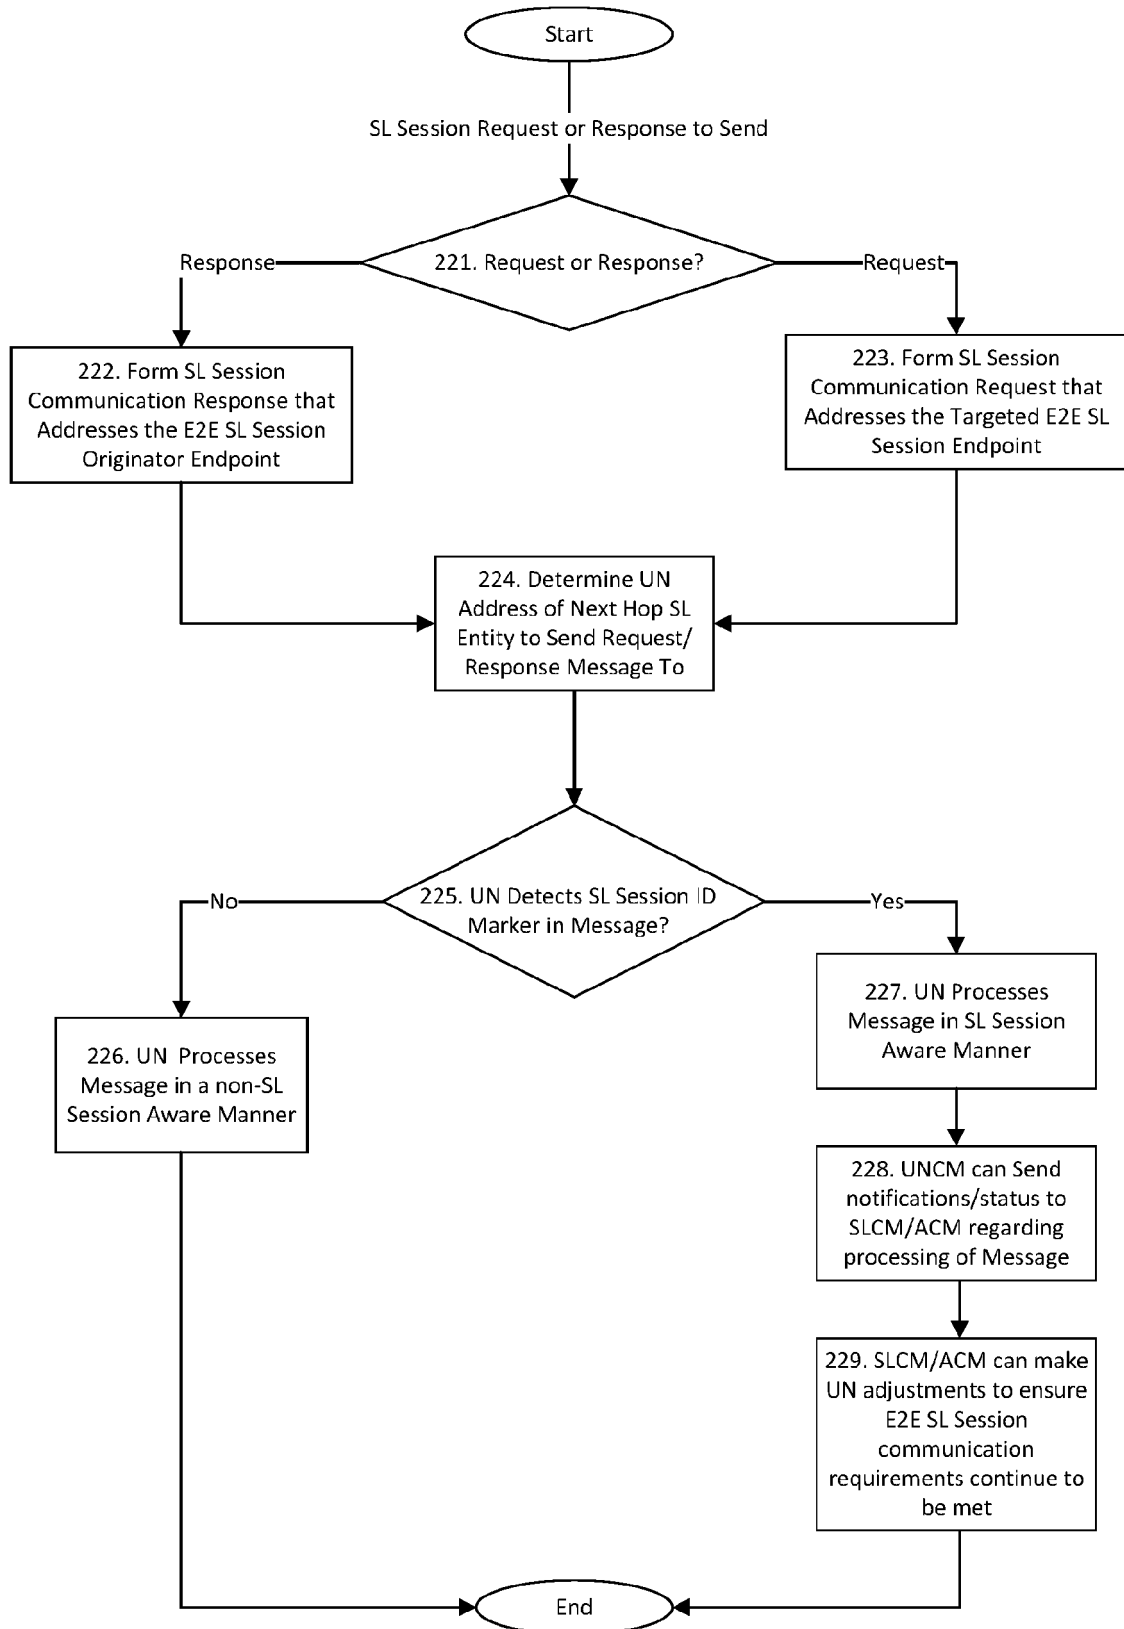 Start
SL Session Request or Response to Send
221. Request or Response?
Response
Request
222. Form SL Session
Communication Response that
Addresses the E2E SL Session
Originator Endpoint
223. Form SL Session
Communication Request that
Addresses the Targeted E2E SL
Session Endpoint
224. Determine UN
Address of Next Hop SL
Entity to Send Request/
Response Message To
225. UN Detects SL Session ID
Marker in Message?
No
Yes
226. UN Processes
Message in a non-SL
Session Aware Manner
227. UN Processes
Message in SL Session
Aware Manner
228. UNCM can Send
notifications/status to
SLCM/ACM regarding
processing of Message
229. SLCM/ACM can make
UN adjustments to ensure
E2E SL Session
communication
requirements continue to
be met
End